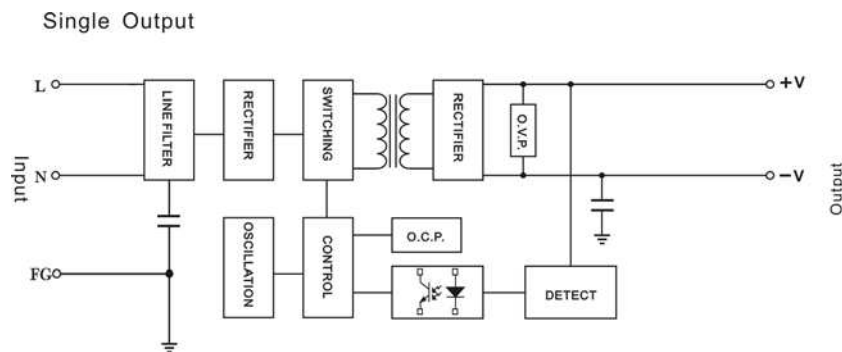 Single Output
L
N
FG
Input
LINE FILTER
RECTIFIER
SWITCHING
RECTIFIER
O.V.P.
+V
−V
Output
OSCILLATION
CONTROL
O.C.P.
DETECT